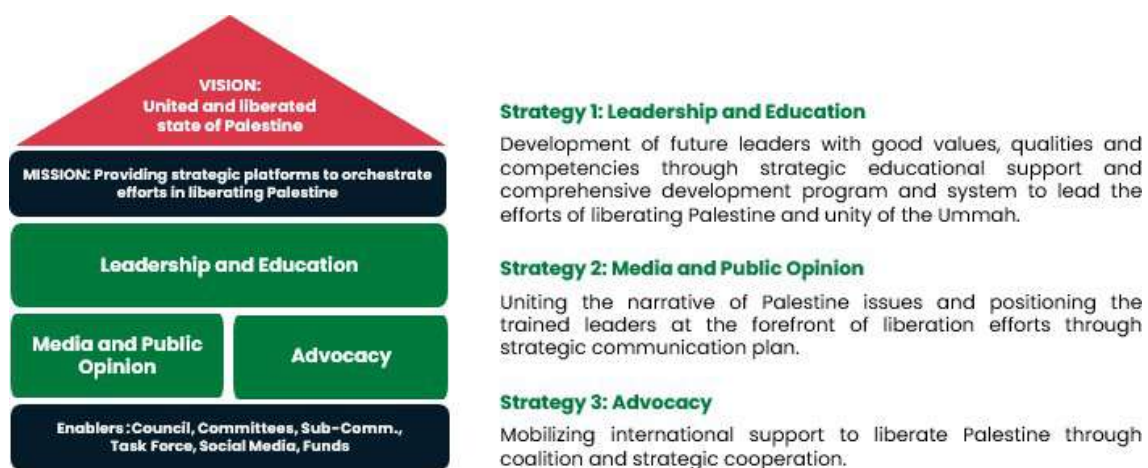 VISION:
United and liberated
state of Palestine
MISSION: Providing strategic platforms to orchestrate
efforts in liberating Palestine
Leadership and Education
Media and Public
Opinion
Advocacy
Enablers :Council, Committees, Sub-Comm.,
Task Force, Social Media, Funds
Strategy 1: Leadership and Education
Development of future leaders with good values, qualities and
competencies through strategic educational support and
comprehensive development program and system to lead the
efforts of liberating Palestine and unity of the Ummah.
Strategy 2: Media and Public Opinion
Uniting the narrative of Palestine issues and positioning the
trained leaders at the forefront of liberation efforts through
strategic communication plan.
Strategy 3: Advocacy
Mobilizing international support to liberate Palestine through
coalition and strategic cooperation.